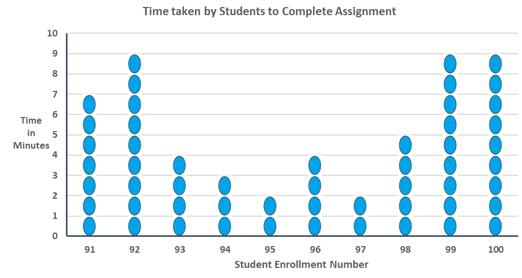 Time taken by Students to Complete Assignment
10
9
8
7
6
5
4
3
2
1
0
Time
in
Minutes
91 92 93 94 95 96 97 98 99 100
Student Enrollment Number